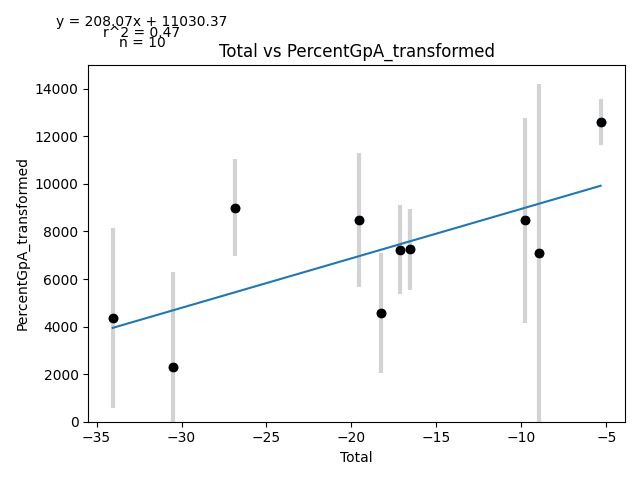 y = 208.07x + 11030.37
r^2 = 0.47
n = 10
Total vs PercentGpA_transformed
PercentGpA_transformed
14000
12000
10000
8000
6000
4000
2000
0
−35
−30
−25
−20
−15
−10
−5
Total